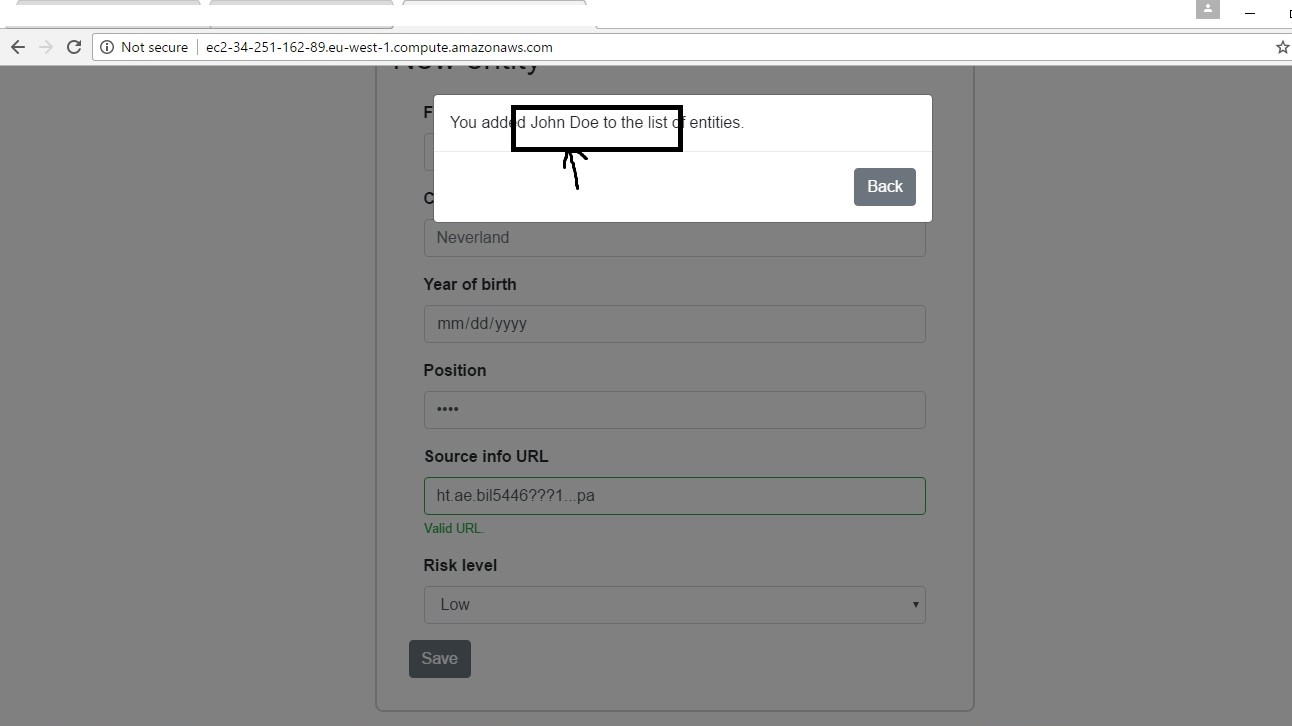 Not secure
ec2-34-251-162-89.eu-west-1.compute.amazonaws.com
New entity
You added John Doe to the list of entities.
Back
Neverland
Year of birth
mm/dd/yyyy
Position
••••
Source info URL
ht.ae.bil5446???1...pa
Valid URL.
Risk level
Low
Save